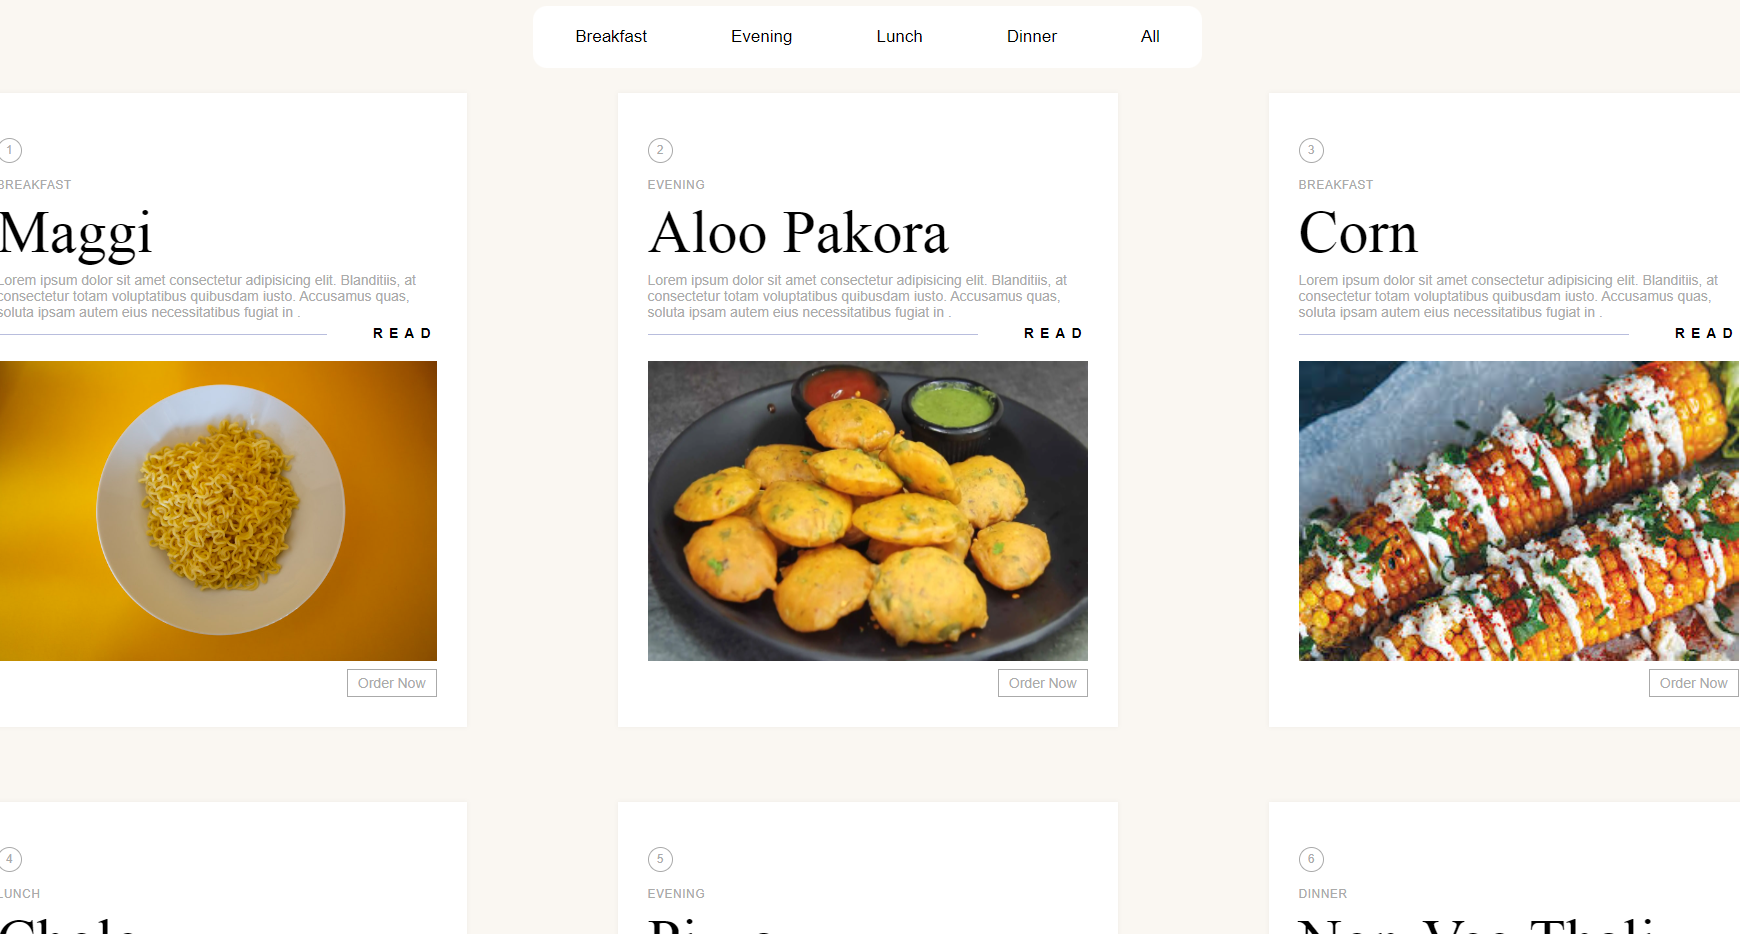 Breakfast Evening Lunch Dinner All
1
BREAKFAST
Maggi
Lorem ipsum dolor sit amet consectetur adipisicing elit. Blanditiis, at
consectetur totam voluptatibus quibusdam iusto. Accusamus quas,
soluta ipsam autem eius necessitatibus fugiat in .
READ
Order Now
2
EVENING
Aloo Pakora
Lorem ipsum dolor sit amet consectetur adipisicing elit. Blanditiis, at
consectetur totam voluptatibus quibusdam iusto. Accusamus quas,
soluta ipsam autem eius necessitatibus fugiat in .
READ
Order Now
3
BREAKFAST
Corn
Lorem ipsum dolor sit amet consectetur adipisicing elit. Blanditiis, at
consectetur totam voluptatibus quibusdam iusto. Accusamus quas,
soluta ipsam autem eius necessitatibus fugiat in .
READ
Order Now
4
LUNCH
5
EVENING
6
DINNER
Non-Veg Thali